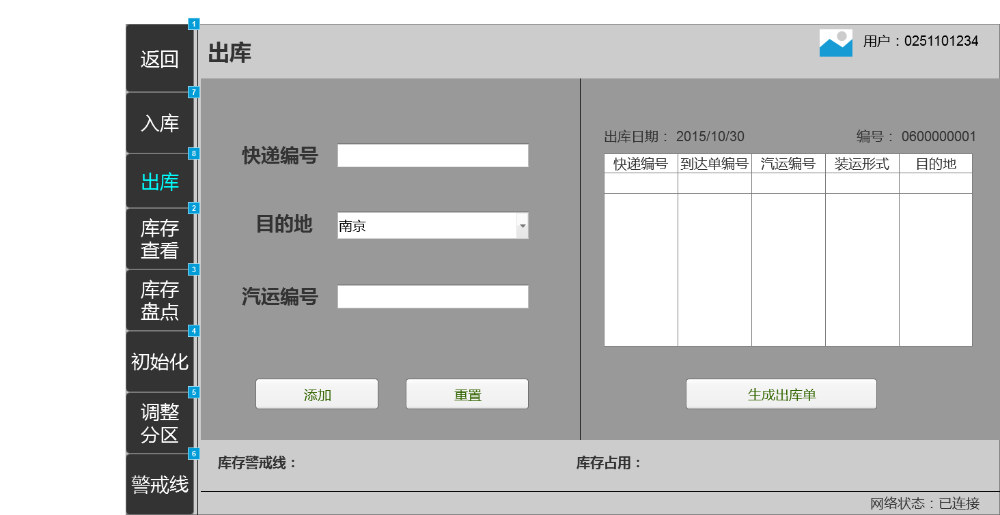 1
返回
7
入库
8
出库
2
库存
查看
3
库存
盘点
4
初始化
5
调整
分区
6
警戒线
出库
用户：0251101234
快递编号
目的地
南京
汽运编号
添加
重置
出库日期： 2015/10/30
编号： 0600000001
快递编号 到达单编号 汽运编号 装运形式 目的地
生成出库单
库存警戒线：
库存占用：
网络状态：已连接